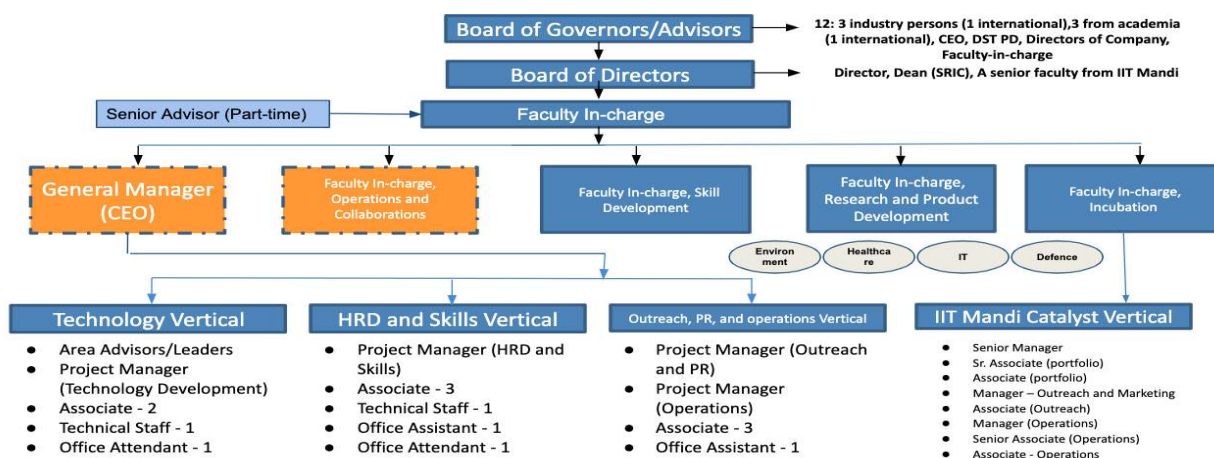 Board of Governors/Advisors
12: 3 industry persons (1 international),3 from academia
(1 international), CEO, DST PD, Directors of Company,
Faculty-in-charge
Board of Directors
Director, Dean (SRIC), A senior faculty from IIT Mandi
Senior Advisor (Part-time)
Faculty In-charge
General Manager
(CEO)
Faculty In-charge,
Operations and
Collaborations
Faculty In-charge, Skill
Development
Faculty In-charge,
Research and Product
Development
Faculty In-charge,
Incubation
Environ
ment
Healthca
re
IT
Defence
Technology Vertical
● Area Advisors/Leaders
● Project Manager
(Technology Development)
● Associate - 2
● Technical Staff - 1
● Office Attendant - 1
HRD and Skills Vertical
● Project Manager (HRD and
Skills)
● Associate - 3
● Technical Staff - 1
● Office Assistant - 1
● Office Attendant - 1
Outreach, PR, and operations Vertical
● Project Manager (Outreach
and PR)
● Project Manager
(Operations)
● Associate - 3
● Office Assistant - 1
IIT Mandi Catalyst Vertical
● Senior Manager
● Sr. Associate (portfolio)
● Associate (portfolio)
● Manager – Outreach and Marketing
● Associate (Outreach)
● Manager (Operations)
● Senior Associate (Operations)
● Associate - Operations